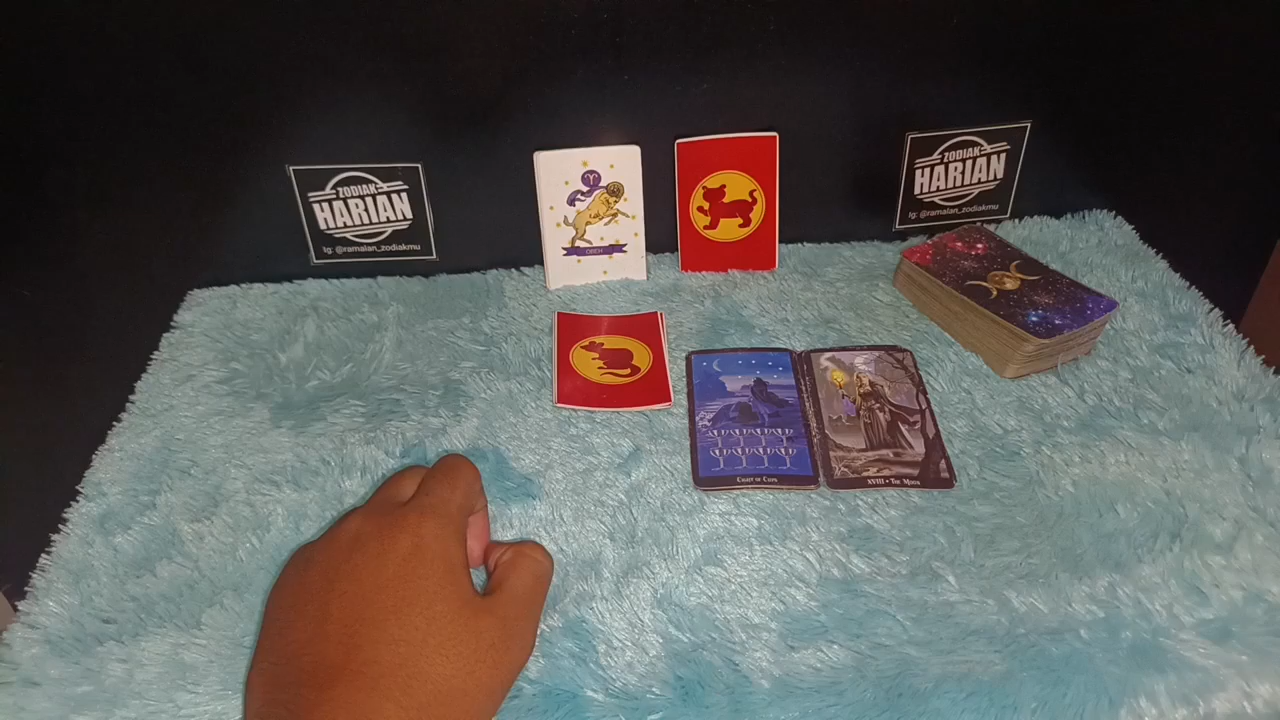 ZODIAK
HARIAN
Ig: @ramalan_zodiakmu
ZODIAK
HARIAN
Ig: @ramalan_zodiakmu
OBEH
EIGHT OF CUPS
XVIII • THE MOON